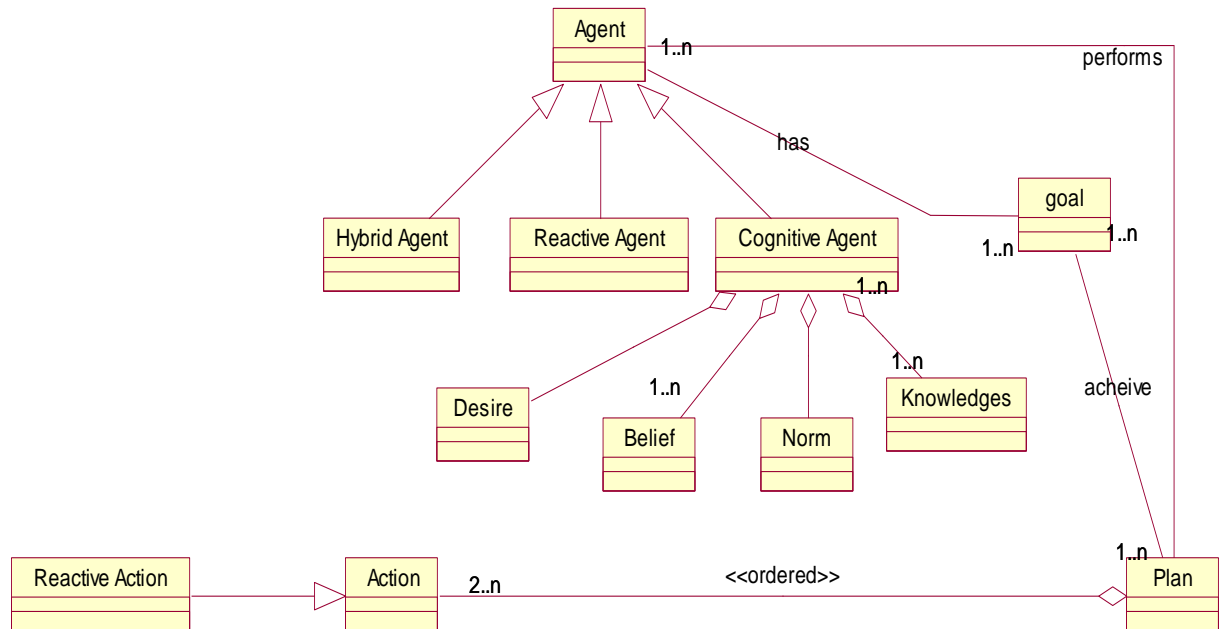 Agent
1..n
performs
has
goal
1..n
1..n
Hybrid Agent
Reactive Agent
Cognitive Agent
1..n
1..n
1..n
Desire
Belief
Norm
Knowledges
acheive
1..n
Reactive Action
Action
2..n
<<ordered>>
Plan